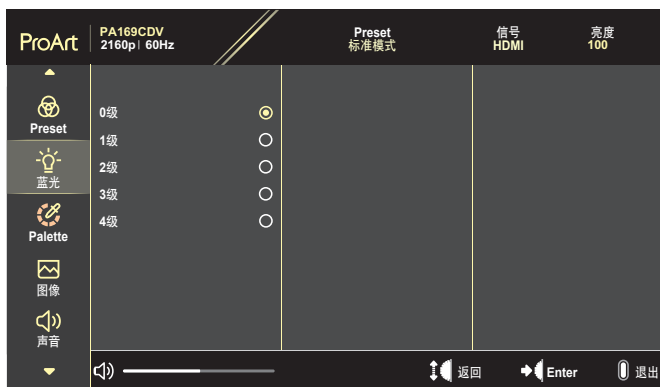 ProArt
PA169CDV
2160p | 60Hz
Preset
标准模式
信号
HDMI
亮度
100
Preset
蓝光
Palette
图像
声音
0级
1级
2级
3级
4级
返回
Enter
退出